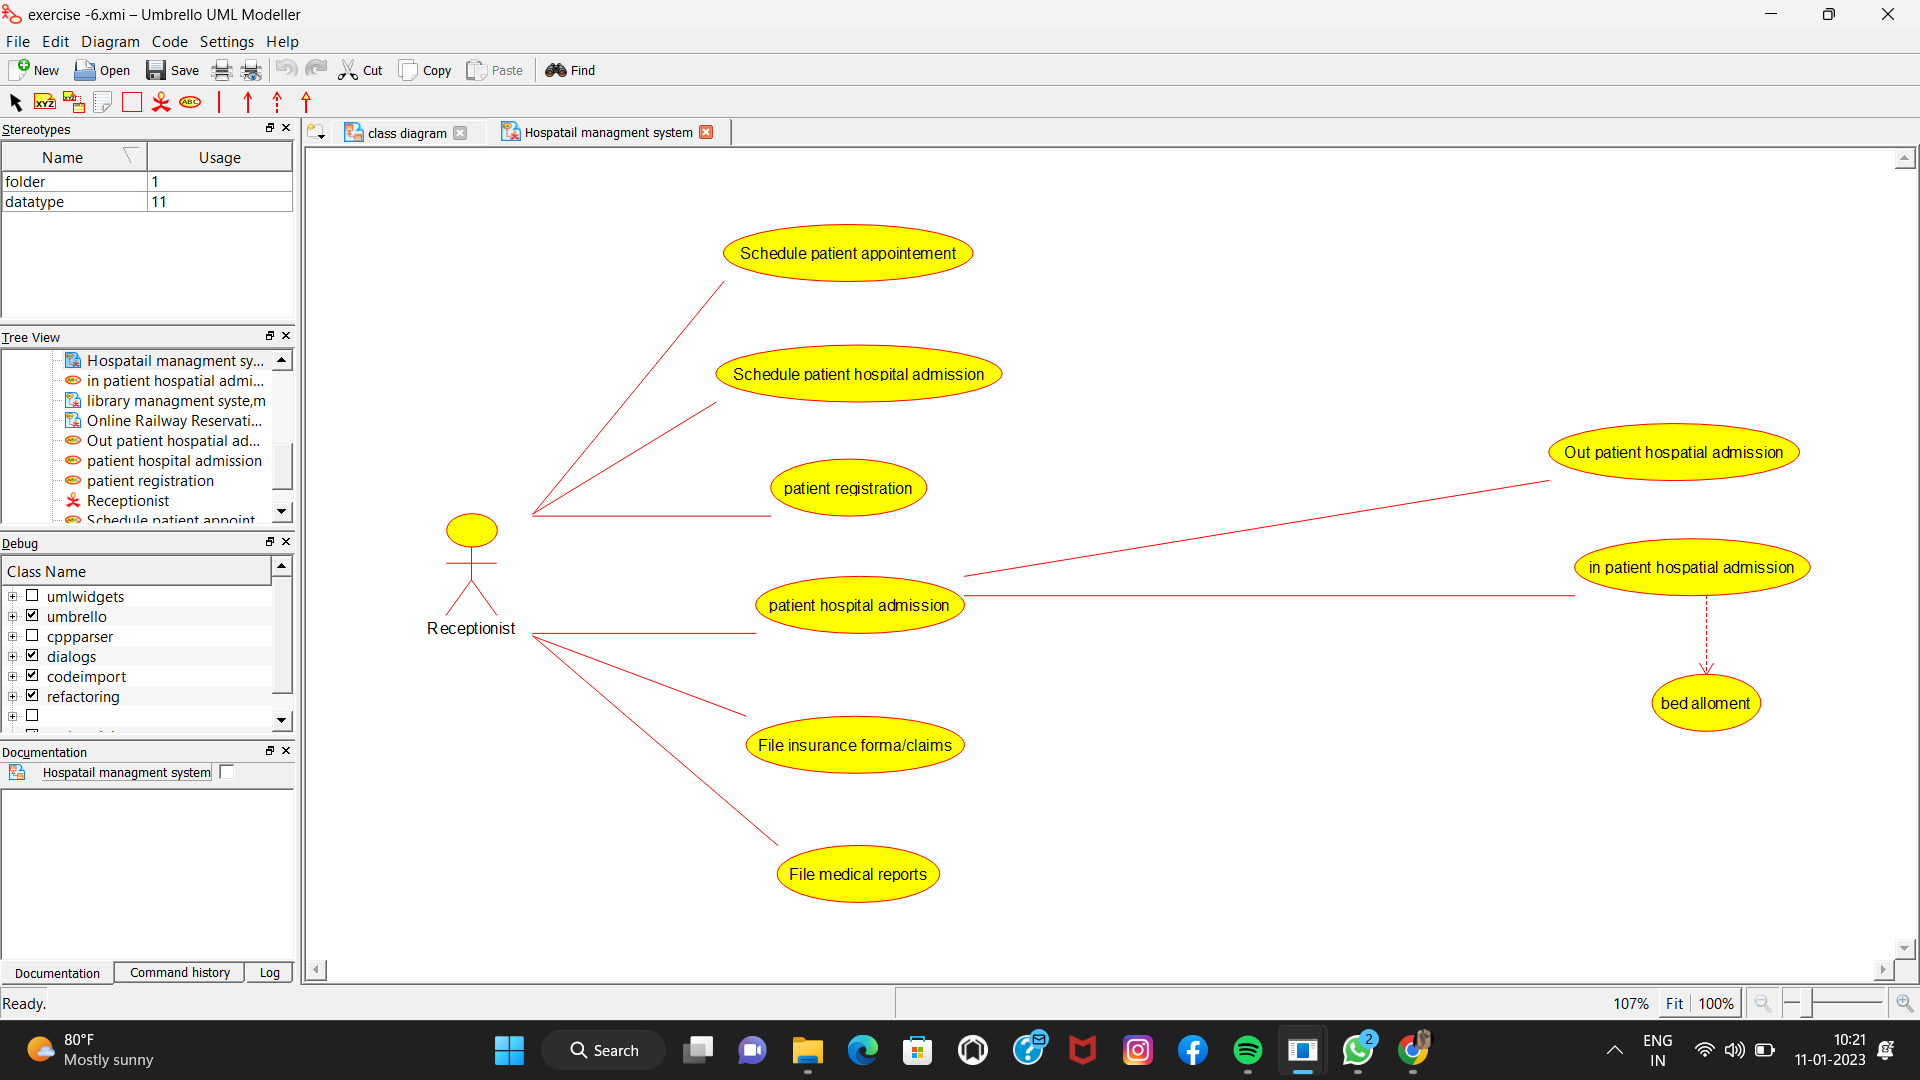 exercise -6.xmi – Umbrello UML Modeller
File Edit Diagram Code Settings Help
New Open Save Cut Copy Paste Find
XYZ XYZ ABC
Stereotypes
Name Usage
folder 1
datatype 11
Tree View
Hospatail managment sy...
in patient hospatial admi...
library managment syste,m
Online Railway Reservati...
Out patient hospatial ad...
patient hospital admission
patient registration
Receptionist
Schedule patient appoint
Debug
Class Name
umlwidgets
umbrello
cppparser
dialogs
codeimport
refactoring
Documentation
Hospatail managment system
Documentation Command history Log
Ready.
class diagram Hospatail managment system
Schedule patient appointement
Schedule patient hospital admission
patient registration
Out patient hospatial admission
in patient hospatial admission
patient hospital admission
Receptionist
bed alloment
File insurance forma/claims
File medical reports
107% Fit 100%
80°F
Mostly sunny
Search
2
ENG
IN
10:21
11-01-2023